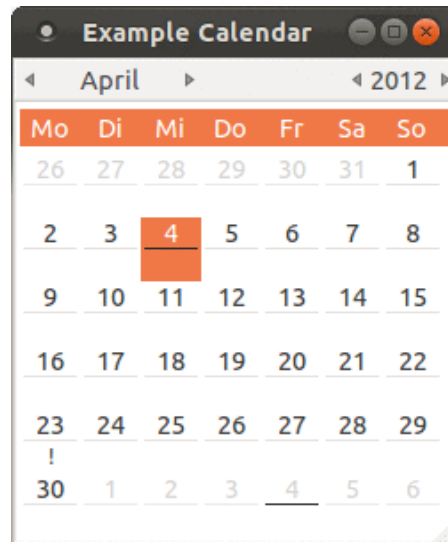 Example Calendar
April 2012
Mo Di Mi Do Fr Sa So
26 27 28 29 30 31 1
2 3 4 5 6 7 8
9 10 11 12 13 14 15
16 17 18 19 20 21 22
23 24 25 26 27 28 29
!
30 1 2 3 4 5 6